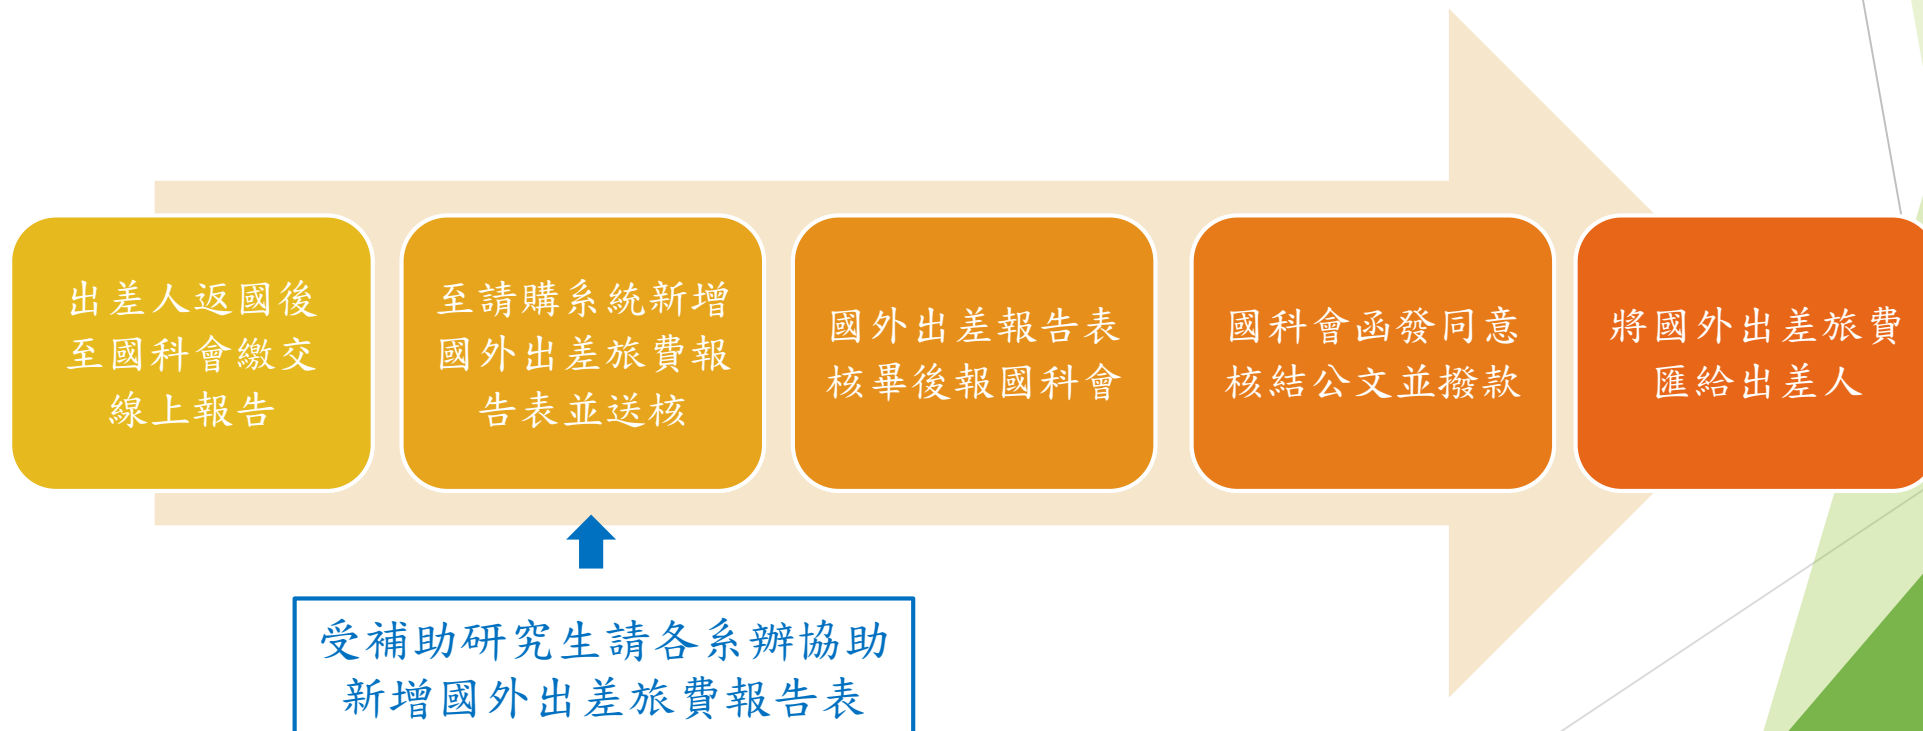 出差人返國後
至國科會繳交
線上報告
至請購系統新增
國外出差旅費報
告表並送核
國外出差報告表
核畢後報國科會
國科會函發同意
核結公文並撥款
將國外出差旅費
匯給出差人
受補助研究生請各系辦協助
新增國外出差旅費報告表